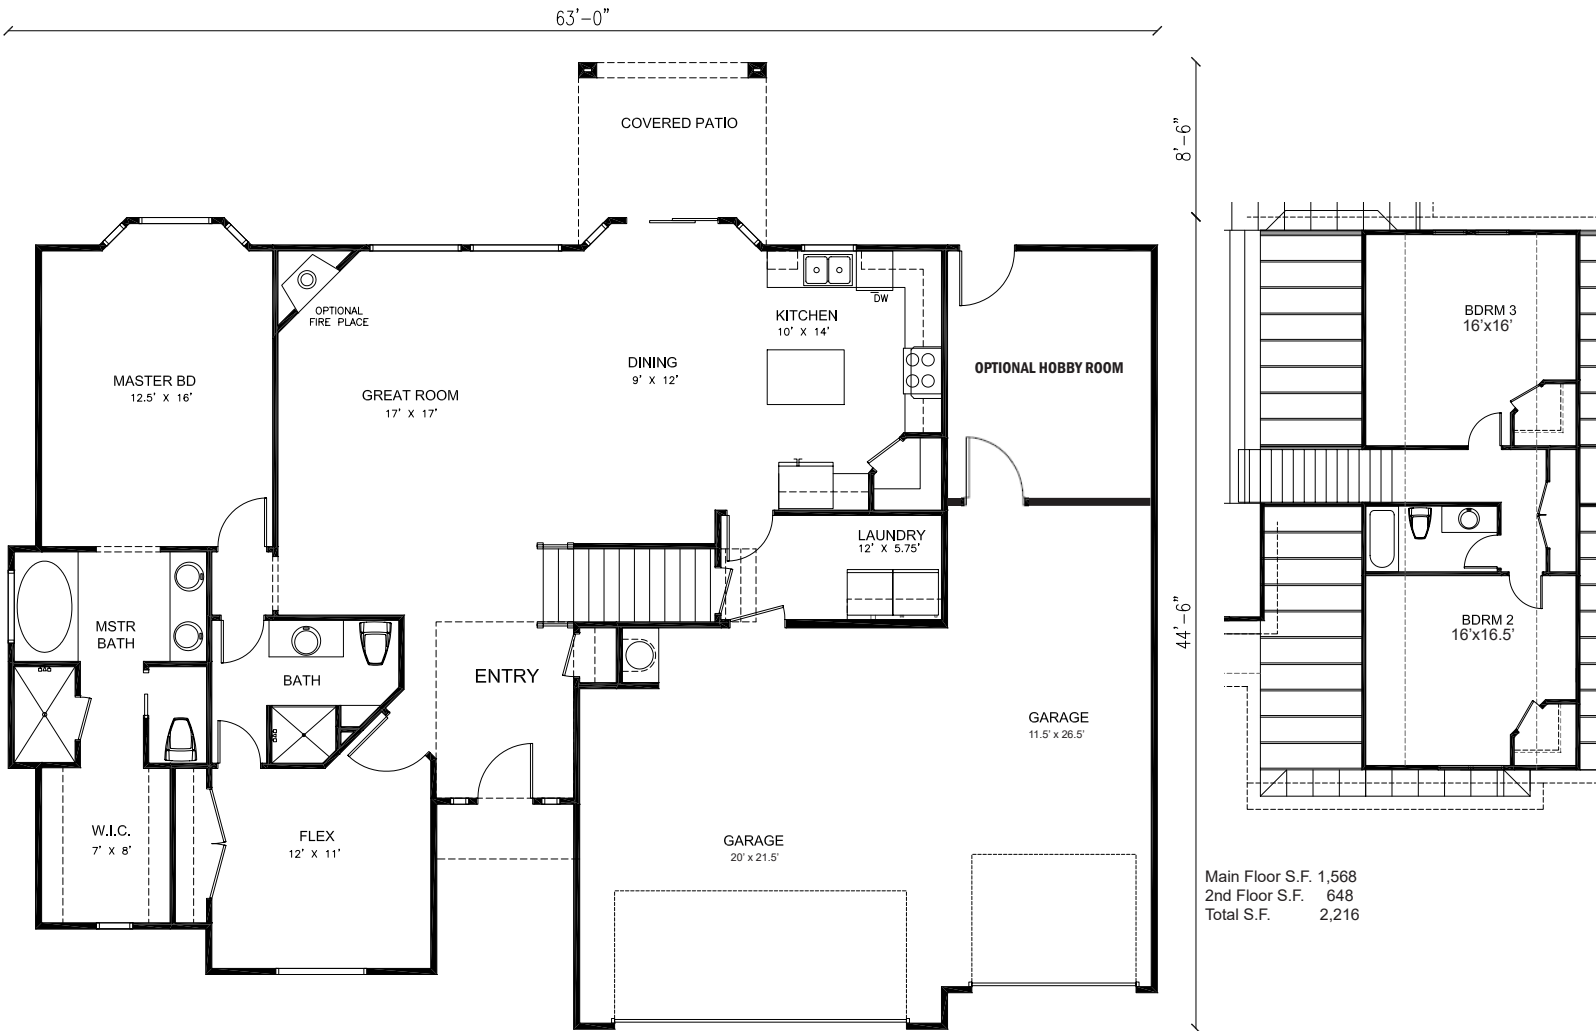 63'-0"
COVERED PATIO
8'-6"
OPTIONAL
FIRE PLACE
DW
KITCHEN
10' X 14'
BDRM 3
16'x16'
MASTER BD
12.5' X 16'
GREAT ROOM
17' X 17'
DINING
9' X 12'
OPTIONAL HOBBY ROOM
LAUNDRY
12' X 5.75'
44'-6"
MSTR
BATH
BATH
ENTRY
BDRM 2
16'x16.5'
GARAGE
11.5' x 26.5'
W.I.C.
7' X 8'
FLEX
12' X 11'
GARAGE
20' x 21.5'
Main Floor S.F. 1,568
2nd Floor S.F. 648
Total S.F. 2,216